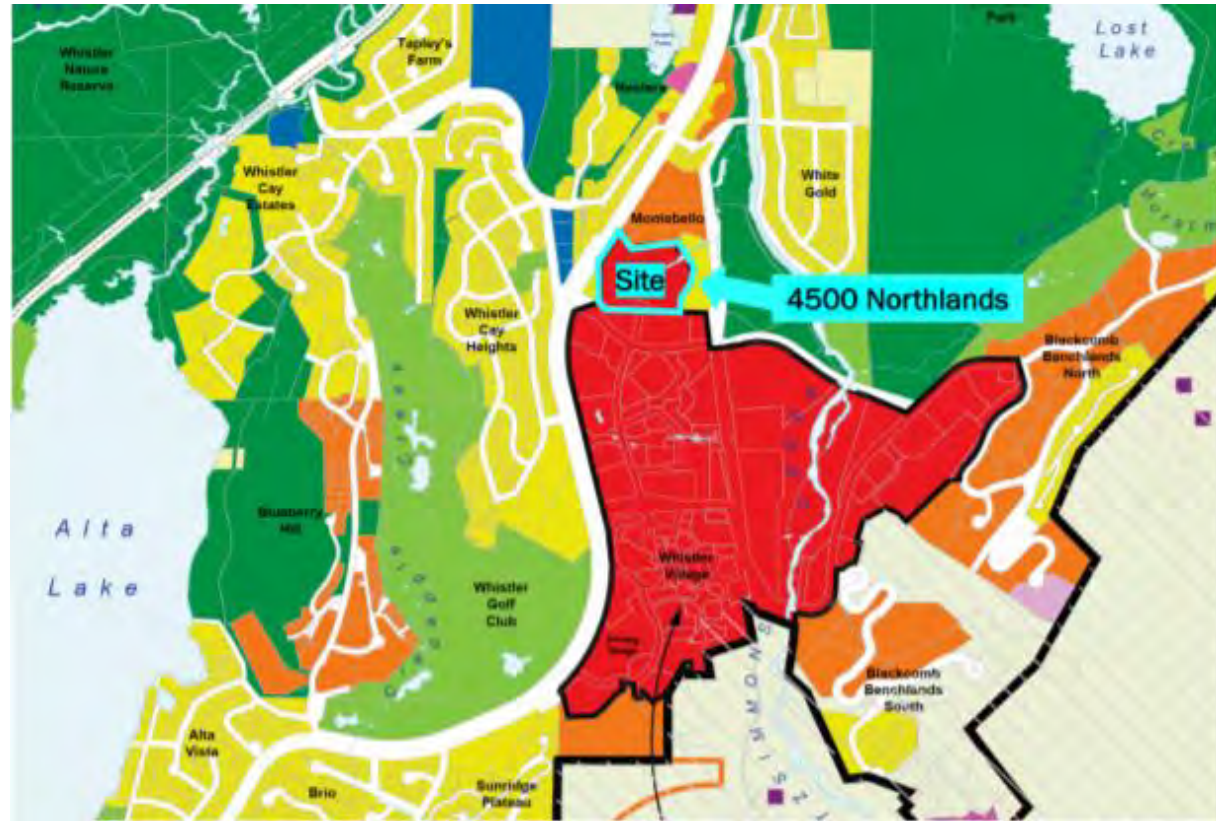 Park
Lost
Lake
Whistler
Nature
Reserve
Tapley's
Farm
Nesters
Whistler
Cay
Estates
White
Gold
Montebello
Site
4500 Northlands
Whistler
Cay
Heights
Blackcomb
Benchlands
North
Alta
Lake
Blueberry
Hill
Whistler
Golf
Club
Whistler
Village
Blackcomb
Benchlands
South
Alta
Vista
Brio
Sunridge
Plateau